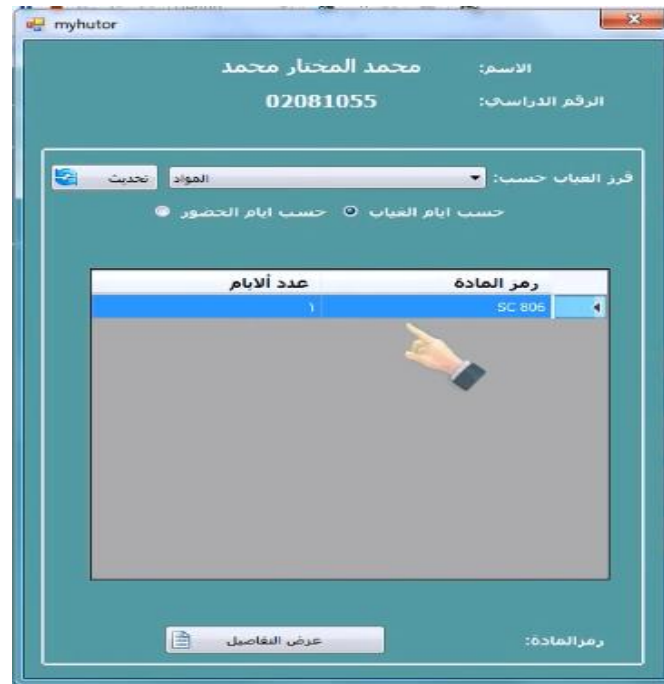 myhutor
الاسم: محمد المختار محمد
الرقم الدراسي: 02081055
فرز الغياب حسب: المواد تحديث
حسب ايام الغياب حسب ايام الحضور
رمز المادة عدد ألايام
SC 806 ١
رمزالمادة: عرض التفاصيل